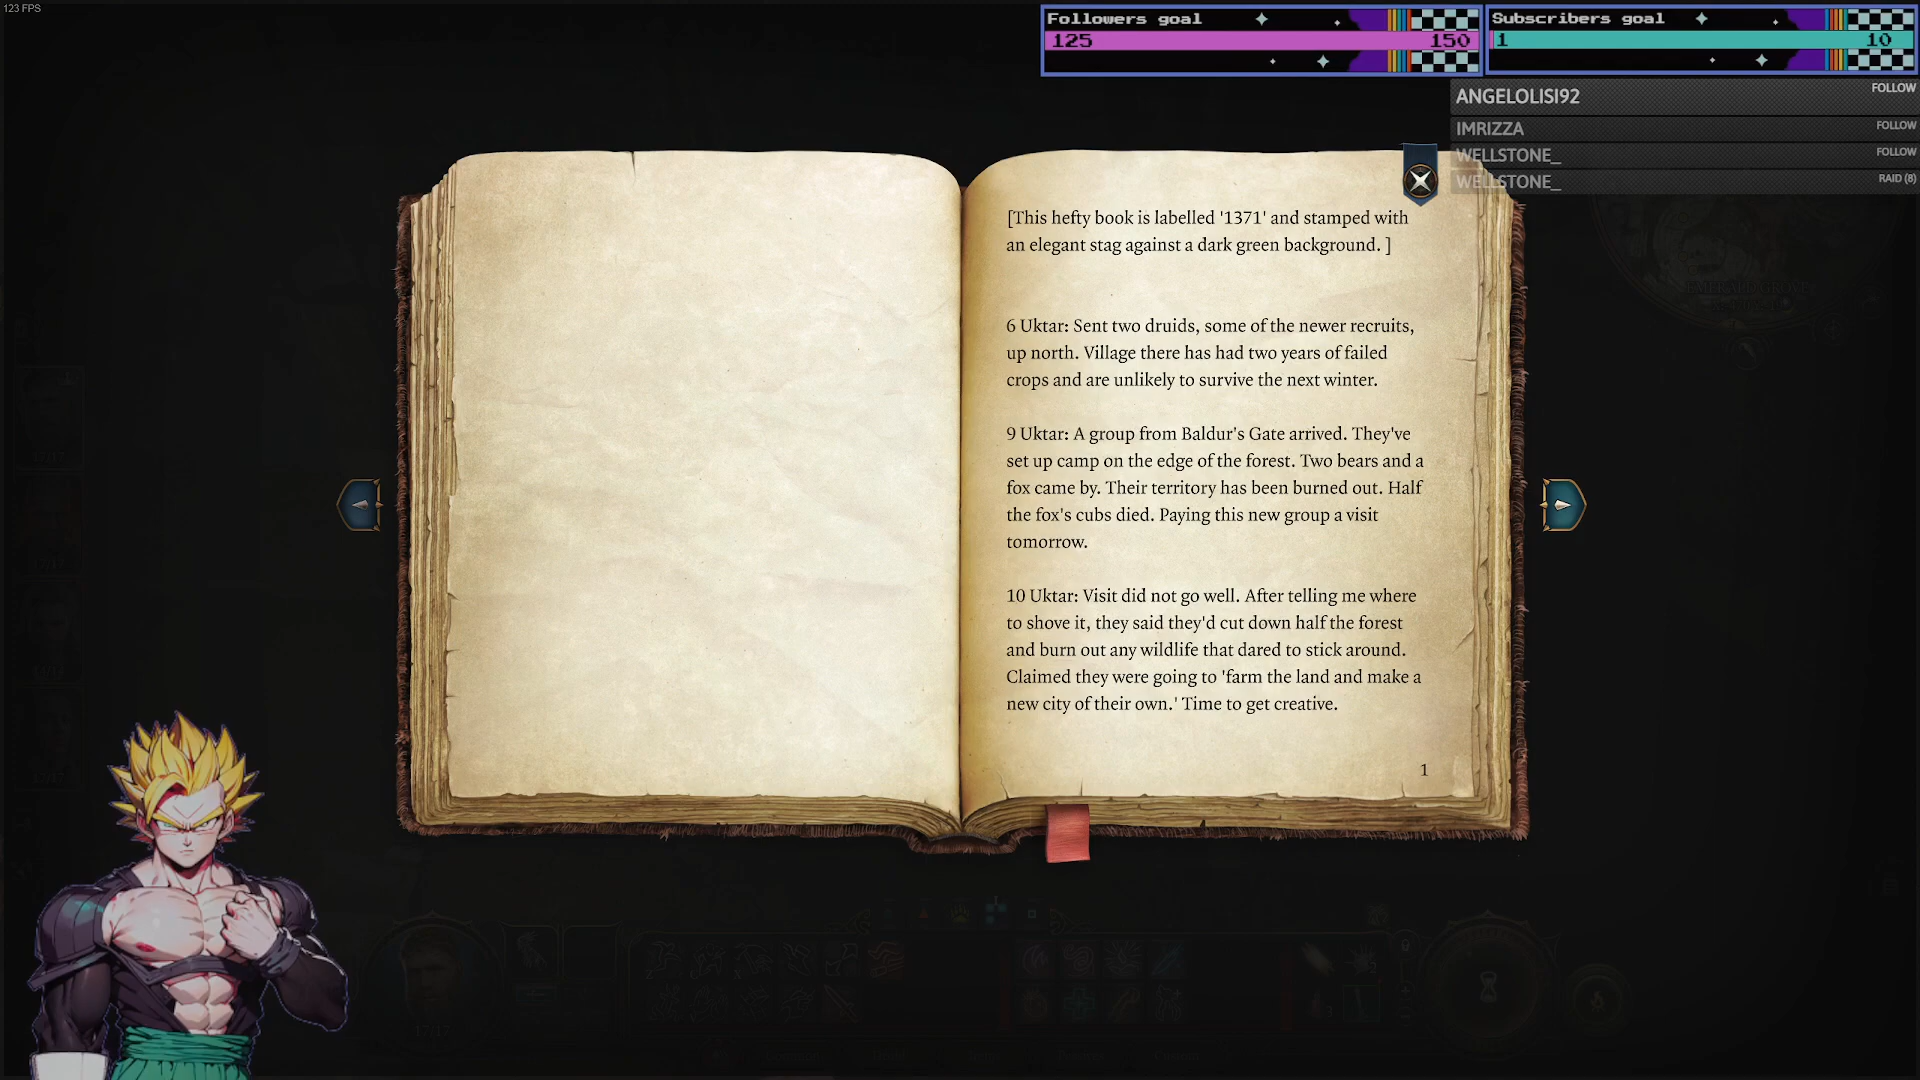 123 FPS
Followers goal
125 150
Subscribers goal
1 10
ANGELOLISI92 FOLLOW
IMRIZZA FOLLOW
WELLSTONE_ FOLLOW
WELLSTONE_ RAID (8)
[This hefty book is labelled '1371' and stamped with
an elegant stag against a dark green background. ]
6 Uktar: Sent two druids, some of the newer recruits,
up north. Village there has had two years of failed
crops and are unlikely to survive the next winter.
9 Uktar: A group from Baldur's Gate arrived. They've
set up camp on the edge of the forest. Two bears and a
fox came by. Their territory has been burned out. Half
the fox's cubs died. Paying this new group a visit
tomorrow.
10 Uktar: Visit did not go well. After telling me where
to shove it, they said they'd cut down half the forest
and burn out any wildlife that dared to stick around.
Claimed they were going to 'farm the land and make a
new city of their own.' Time to get creative.
1
EMERALD GROVE